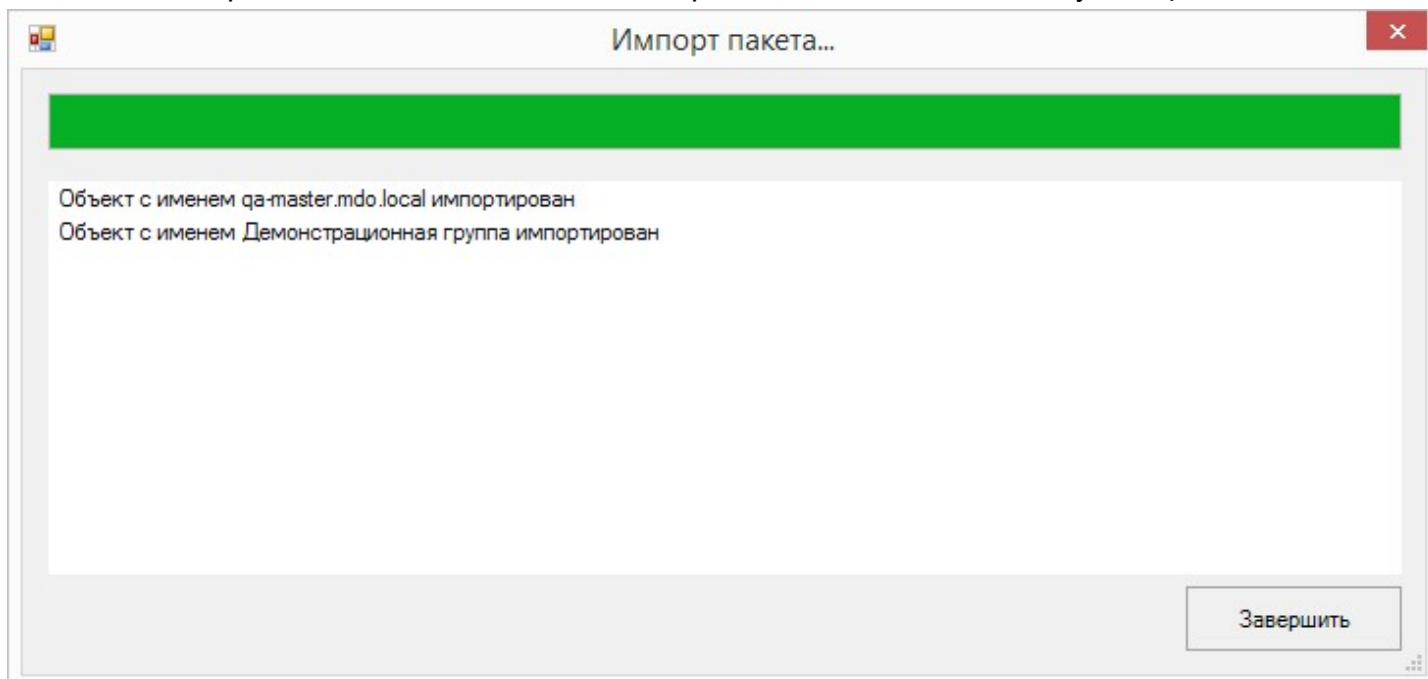 Импорт пакета...
Объект с именем qa-master.mdo.local импортирован
Объект с именем Демонстрационная группа импортирован
Завершить